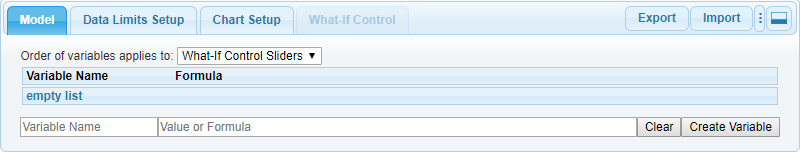 Model Data Limits Setup Chart Setup What-If Control Export Import
Order of variables applies to: What-If Control Sliders
Variable Name Formula
empty list
Variable Name Value or Formula Clear Create Variable